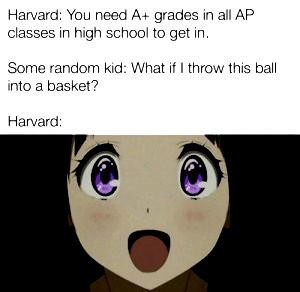 Harvard: You need A+ grades in all AP
classes in high school to get in.
Some random kid: What if I throw this ball
into a basket?
Harvard: